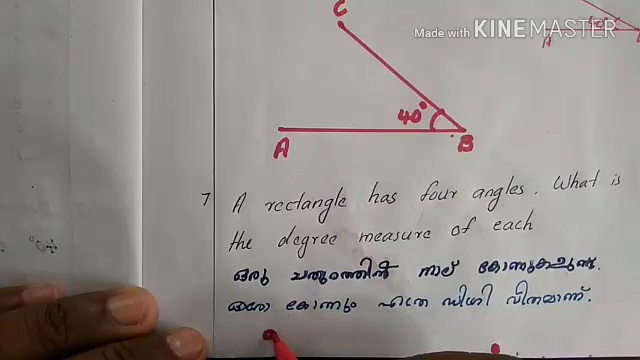 C
Made with KINEMASTER
40°
A
B
A
7 A rectangle has four angles. What is
the degree measure of each
ഒരു ചതുരത്തിന് നാല് കോണുകളുണ്ട്.
ഓരോ കോണും എത്ര ഡിഗ്രി വീതമാണ്.